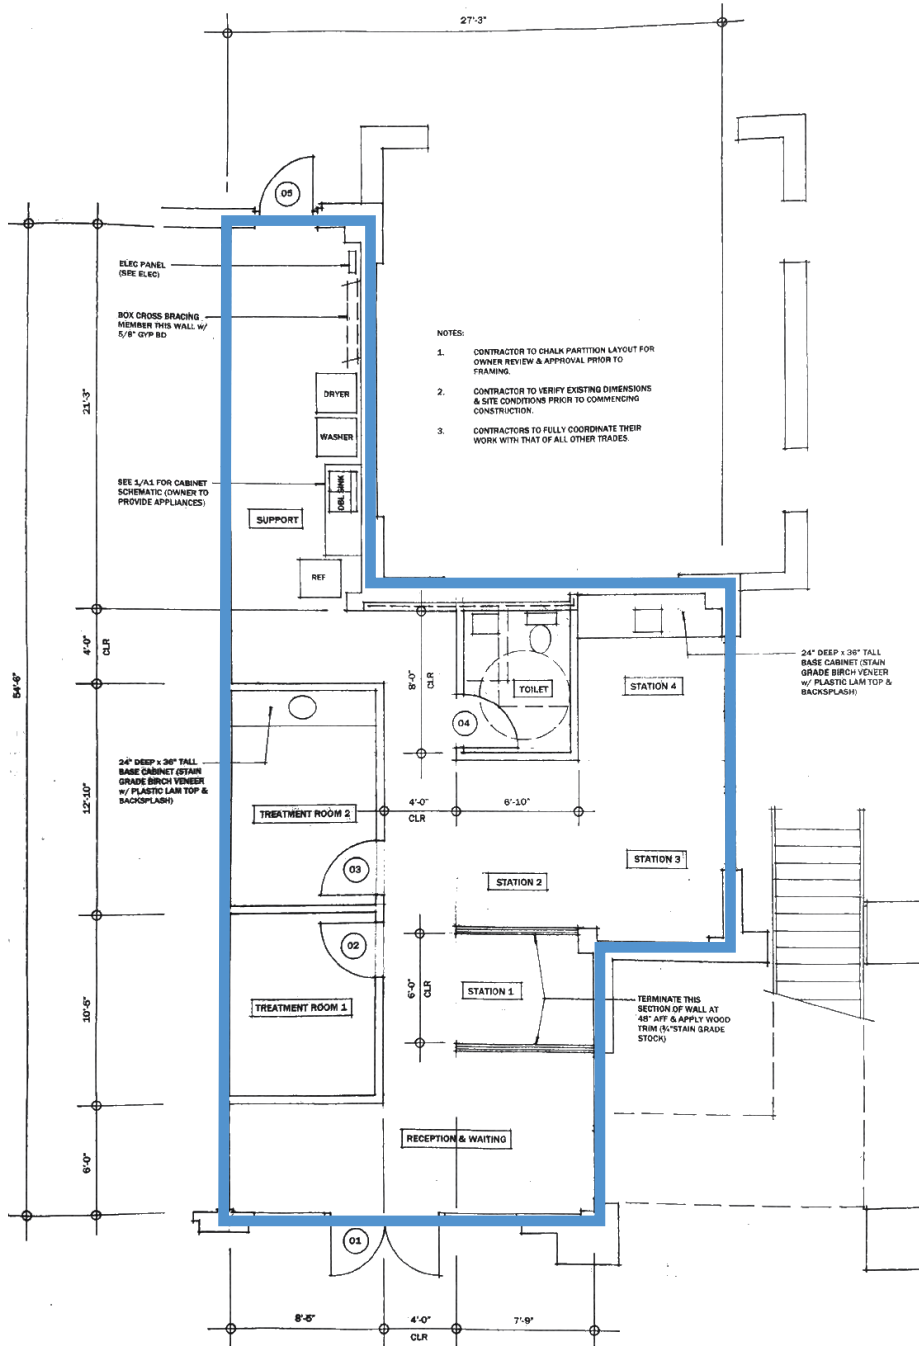 27'-3"
05
ELEC PANEL
(SEE ELEC)
BOX CROSS BRACING
MEMBER THIS WALL W/
5/8" GYP BD
NOTES:
1. CONTRACTOR TO CHALK PARTITION LAYOUT FOR
OWNER REVIEW & APPROVAL PRIOR TO
FRAMING.
2. CONTRACTOR TO VERIFY EXISTING DIMENSIONS
& SITE CONDITIONS PRIOR TO COMMENCING
CONSTRUCTION.
3. CONTRACTORS TO FULLY COORDINATE THEIR
WORK WITH THAT OF ALL OTHER TRADES.
21'-3"
DRYER
WASHER
SEE 1/A1 FOR CABINET
SCHEMATIC (OWNER TO
PROVIDE APPLIANCES)
DBL SINK
SUPPORT
REF
4'-0"
CLR
54'-6"
8'-0"
CLR
TOILET
STATION 4
24" DEEP x 36" TALL
BASE CABINET (STAIN
GRADE BIRCH VENEER
w/ PLASTIC LAM TOP &
BACKSPLASH)
04
24" DEEP x 36" TALL
BASE CABINET (STAIN
GRADE BIRCH VENEER
w/ PLASTIC LAM TOP &
BACKSPLASH)
12'-10"
TREATMENT ROOM 2
4'-0"
CLR
6'-10"
03
STATION 2
STATION 3
02
6'-0"
CLR
STATION 1
TREATMENT ROOM 1
10'-5"
TERMINATE THIS
SECTION OF WALL AT
48" AFF & APPLY WOOD
TRIM (¾"STAIN GRADE
STOCK)
RECEPTION & WAITING
6'-0"
01
8'-5"
4'-0"
CLR
7'-9"